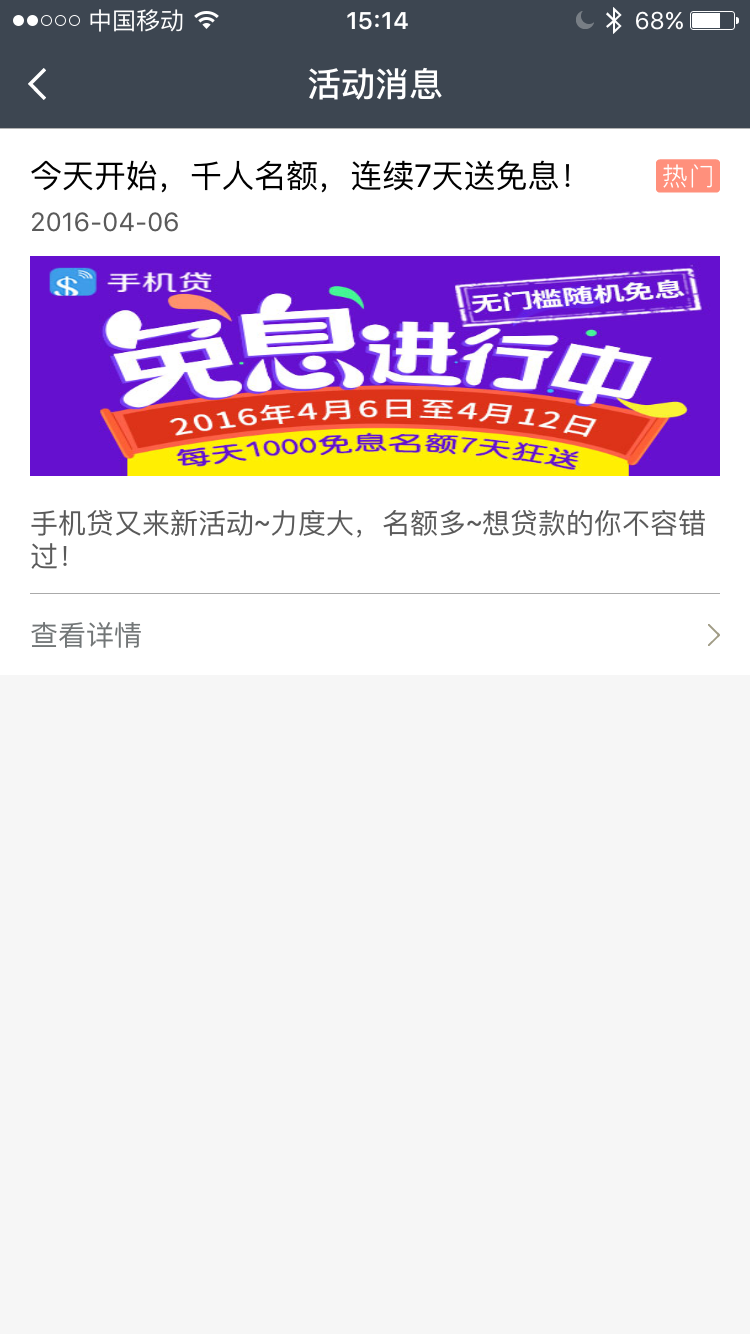 中国移动 15:14 68%
活动消息
今天开始，千人名额，连续7天送免息！ 热门
2016-04-06
手机贷
无门槛随机免息
免息进行中
2016年4月6日至4月12日
每天1000免息名额7天狂送
手机贷又来新活动~力度大，名额多~想贷款的你不容错
过！
查看详情